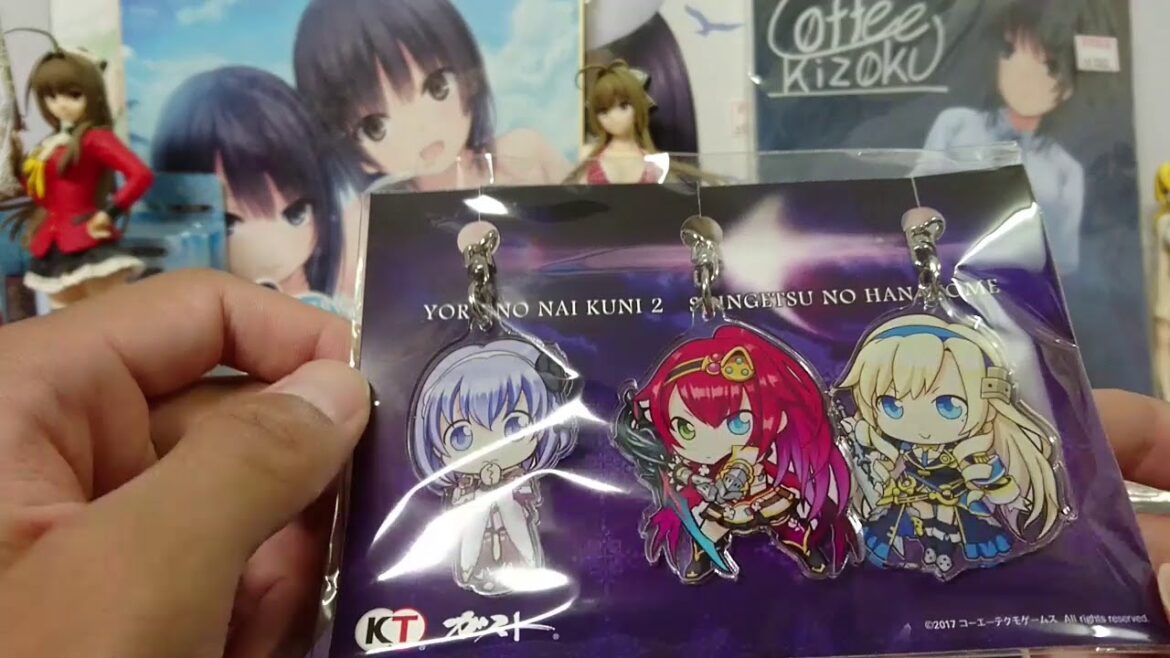 Coffee
Kizoku
YORU NO NAI KUNI 2 SHINGETSU NO HANAYOME
KT
ガスト
©2017 コーエーテクモゲームス All rights reserved.